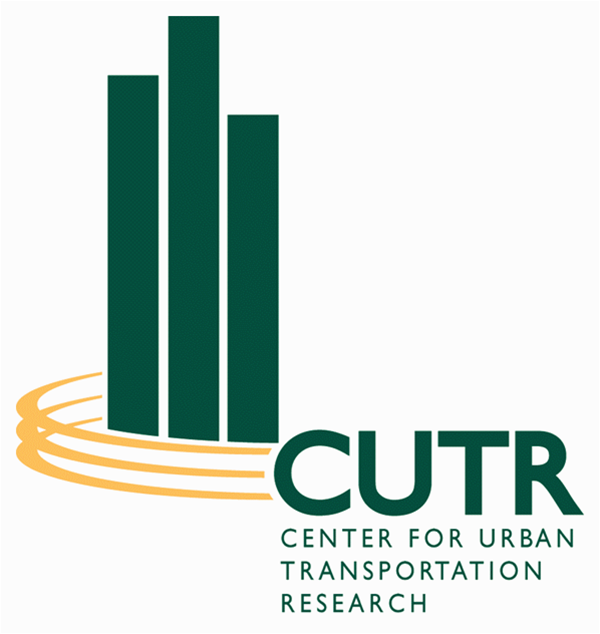 CUTR
CENTER FOR URBAN
TRANSPORTATION
RESEARCH